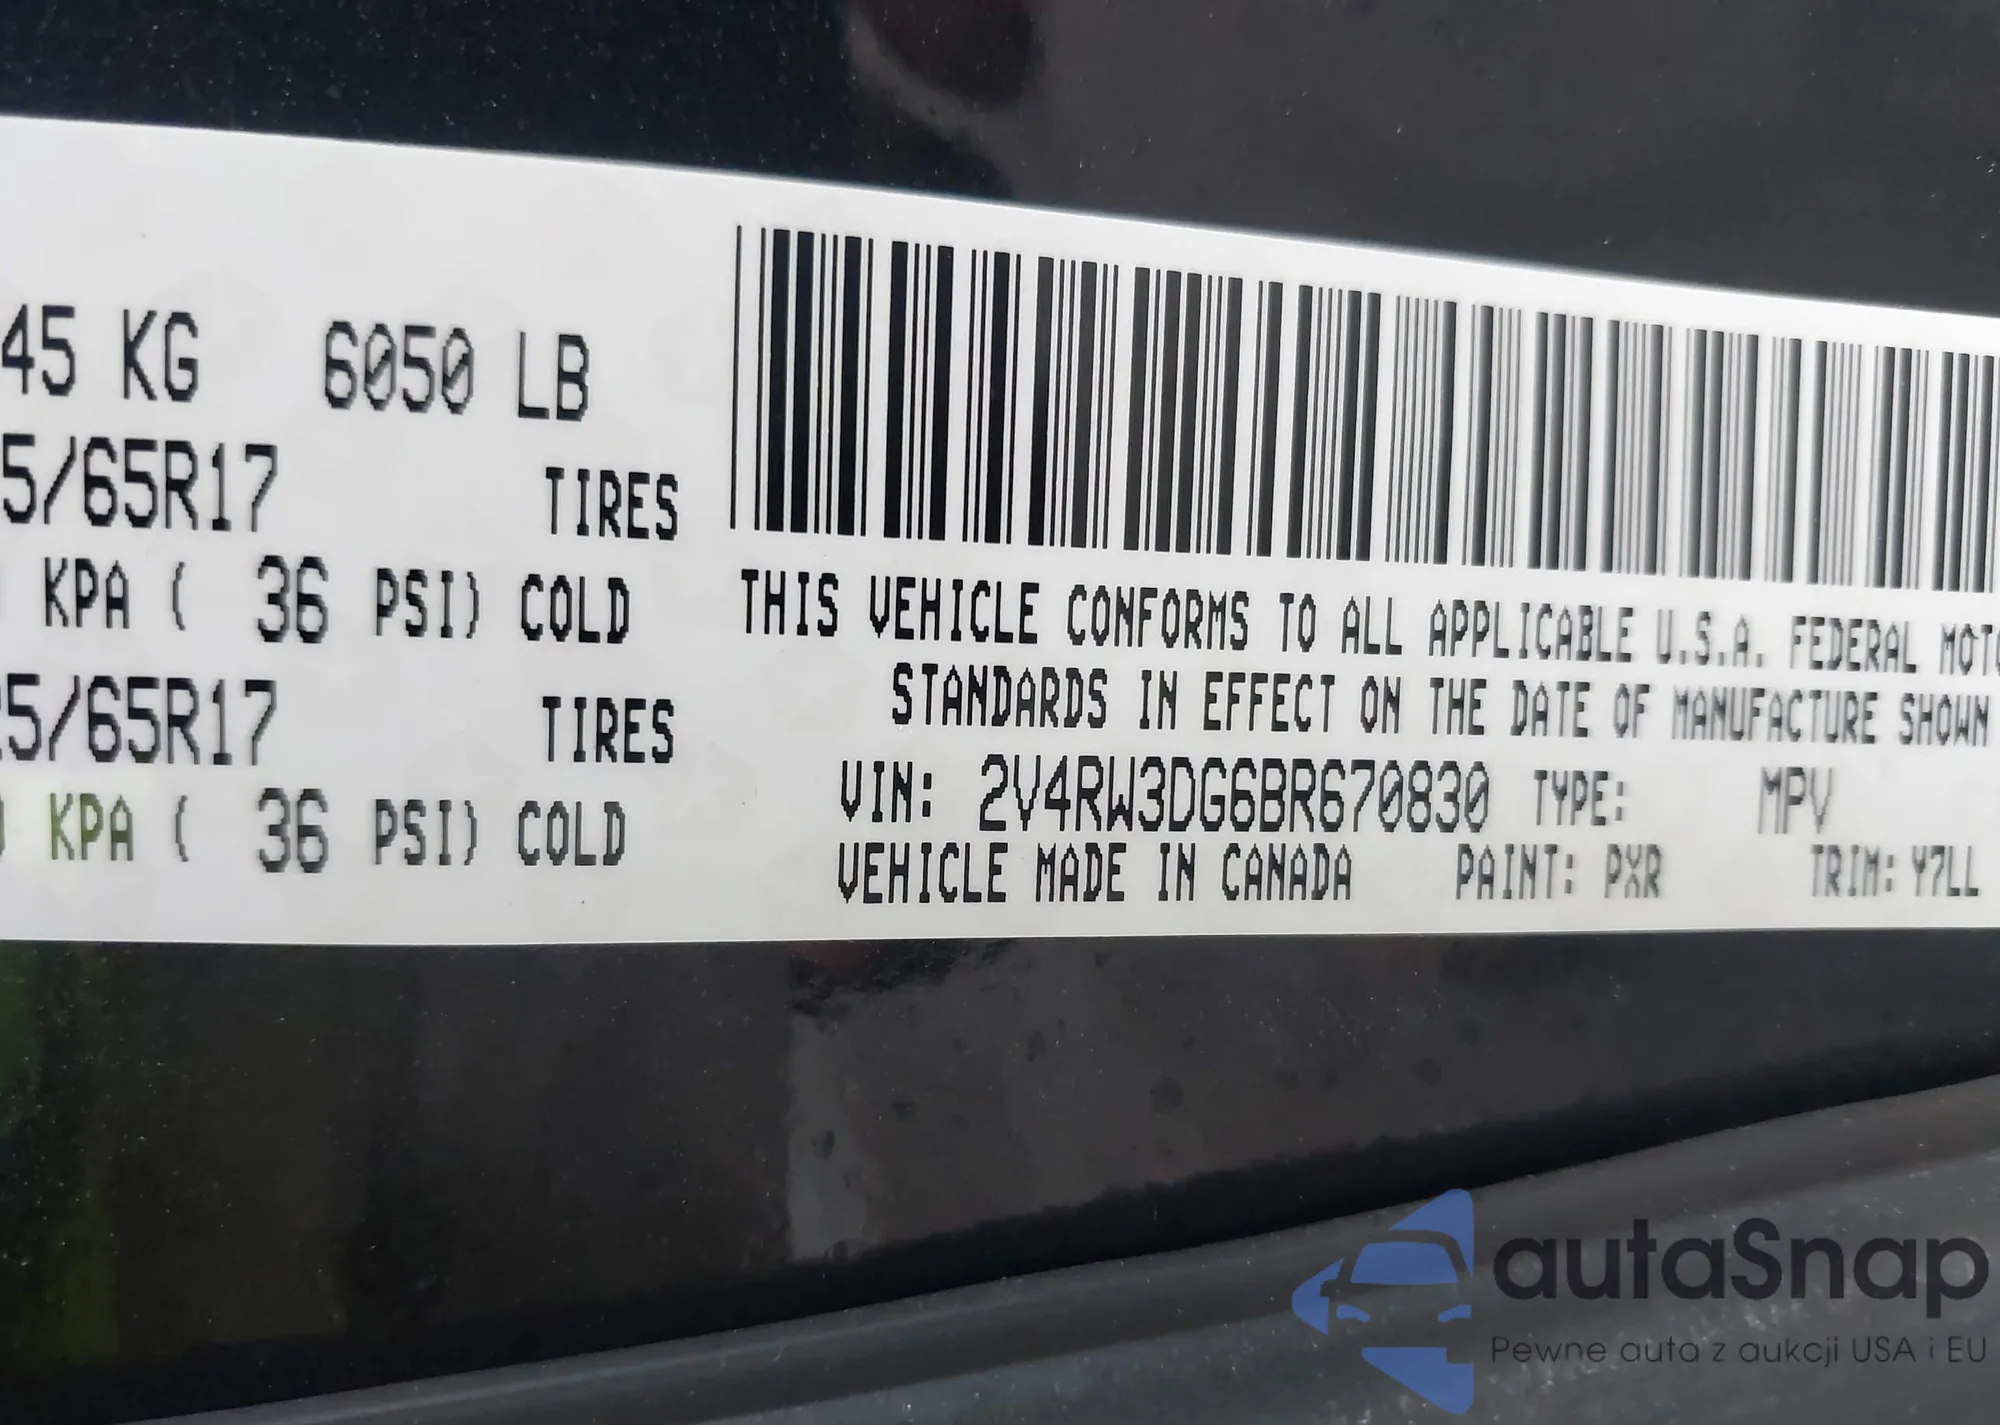 45 KG 6050 LB
5/65R17 TIRES
KPA ( 36 PSI) COLD
25/65R17 TIRES
KPA ( 36 PSI) COLD
THIS VEHICLE CONFORMS TO ALL APPLICABLE U.S.A. FEDERAL MOTO
STANDARDS IN EFFECT ON THE DATE OF MANUFACTURE SHOWN
VIN: 2V4RW3DG6BR670830 TYPE: MPV
VEHICLE MADE IN CANADA PAINT: PXR TRIM: Y7LL
autaSnap
Pewne auta z aukcji USA i EU